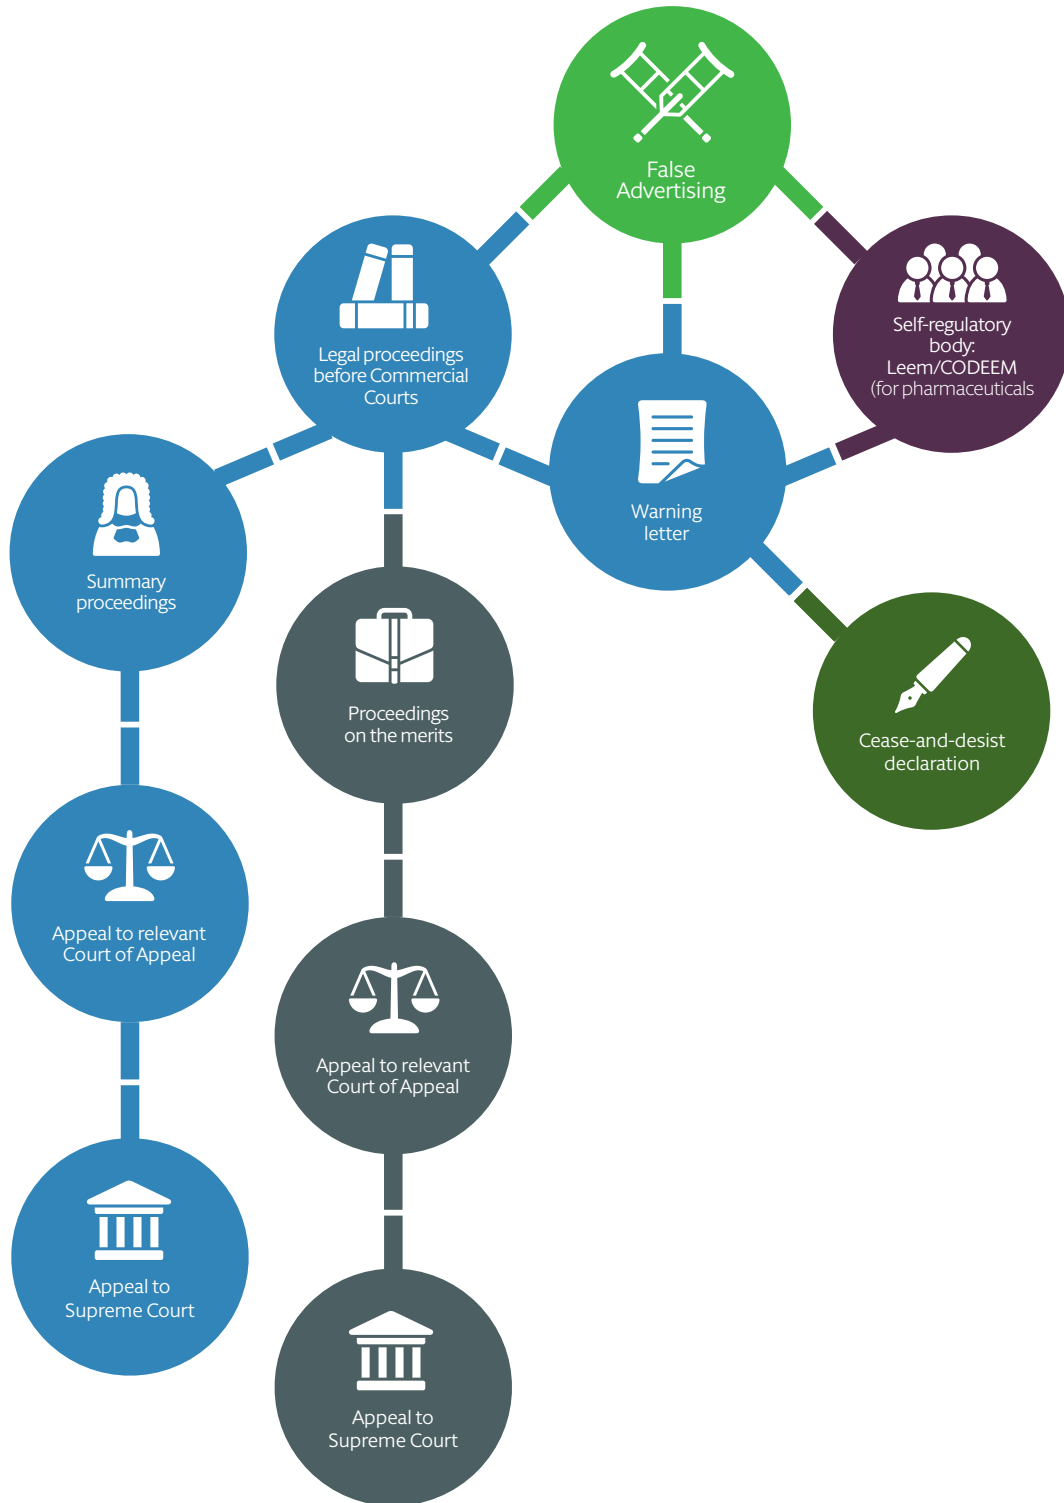 False
Advertising
Legal proceedings
before Commercial
Courts
Self-regulatory
body:
Leem/CODEEM
(for pharmaceuticals
Warning
letter
Summary
proceedings
Proceedings
on the merits
Cease-and-desist
declaration
Appeal to relevant
Court of Appeal
Appeal to relevant
Court of Appeal
Appeal to
Supreme Court
Appeal to
Supreme Court